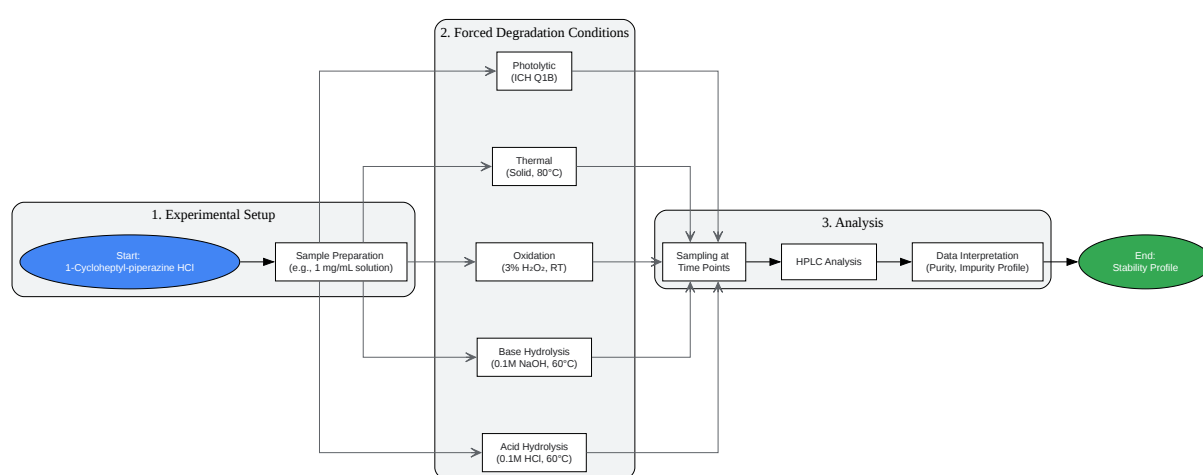 2. Forced Degradation Conditions
Photolytic
(ICH Q1B)
Thermal
(Solid, 80°C)
1. Experimental Setup
Start:
1-Cycloheptyl-piperazine HCl
Sample Preparation
(e.g., 1 mg/mL solution)
Oxidation
(3% H₂O₂, RT)
3. Analysis
Sampling at
Time Points
HPLC Analysis
Data Interpretation
(Purity, Impurity Profile)
End:
Stability Profile
Base Hydrolysis
(0.1M NaOH, 60°C)
Acid Hydrolysis
(0.1M HCl, 60°C)